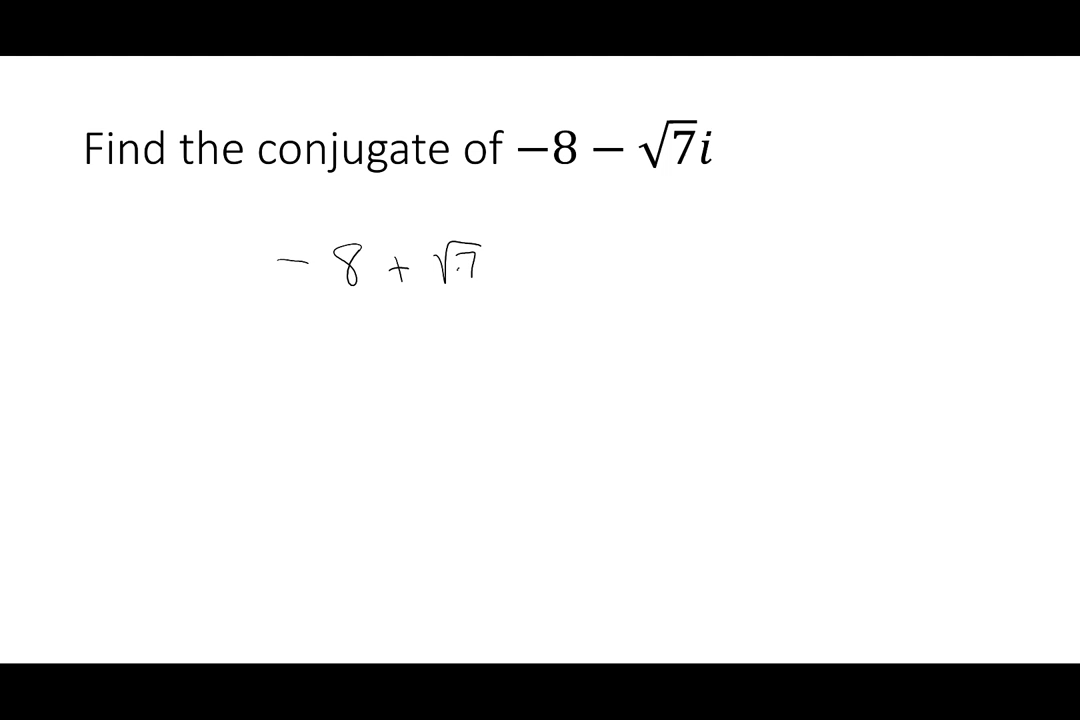 Find the conjugate of −8 − √7i
− 8 + √7